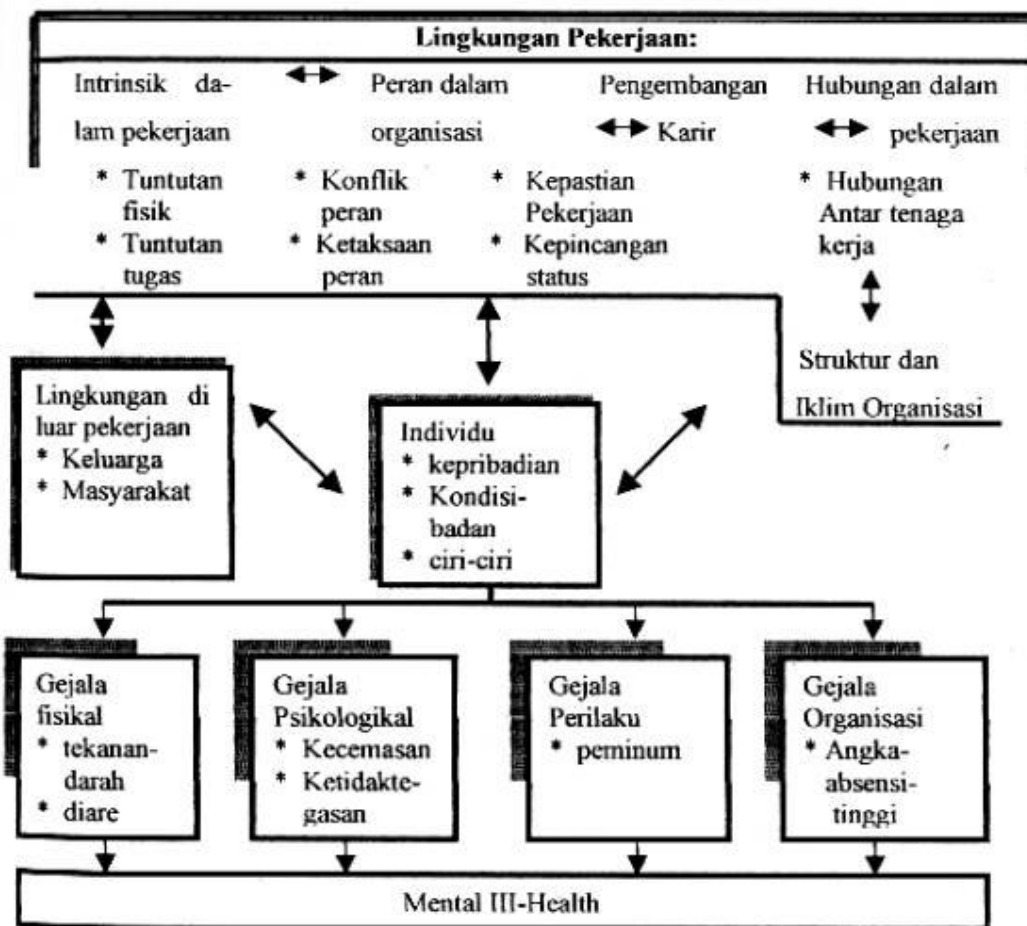 Lingkungan Pekerjaan:
Intrinsik da-
lam pekerjaan
* Tuntutan
fisik
* Tuntutan
tugas
Peran dalam
organisasi
* Konflik
peran
* Ketaksaan
peran
Pengembangan
Karir
* Kepastian
Pekerjaan
* Kepincangan
status
Hubungan dalam
pekerjaan
* Hubungan
Antar tenaga
kerja
Struktur dan
Iklim Organisasi
Lingkungan di
luar pekerjaan
* Keluarga
* Masyarakat
Individu
* kepribadian
* Kondisi-
badan
* ciri-ciri
Gejala
fisikal
* tekanan-
darah
* diare
Gejala
Psikologikal
* Kecemasan
* Ketidakte-
gasan
Gejala
Perilaku
* peminum
Gejala
Organisasi
* Angka-
absensi-
tinggi
Mental III-Health